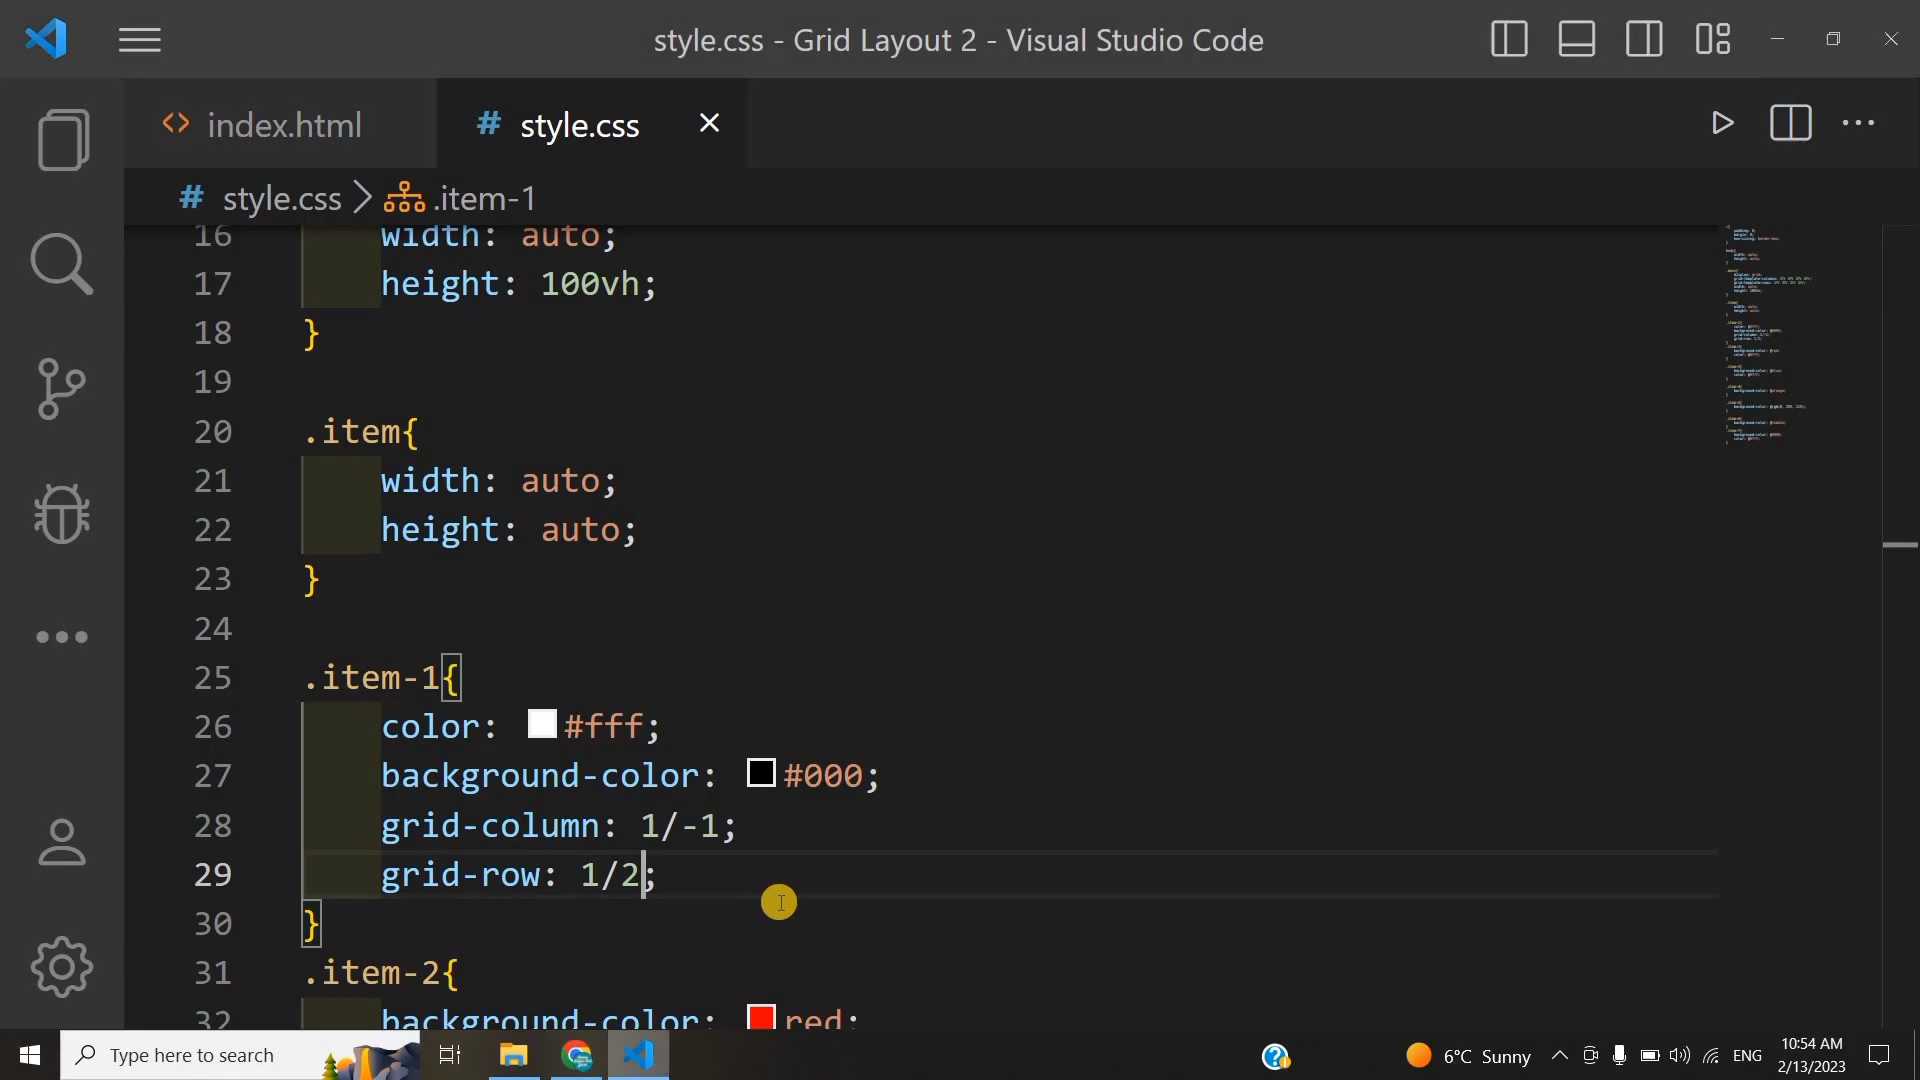 style.css - Grid Layout 2 - Visual Studio Code
index.html
# style.css
# style.css > .item-1
16 width: auto;
17 height: 100vh;
18 }
19
20 .item{
21 width: auto;
22 height: auto;
23 }
24
25 .item-1{
26 color: #fff;
27 background-color: #000;
28 grid-column: 1/-1;
29 grid-row: 1/2;
30 }
31 .item-2{
32 background-color: red;
Type here to search
6°C Sunny
ENG
10:54 AM
2/13/2023